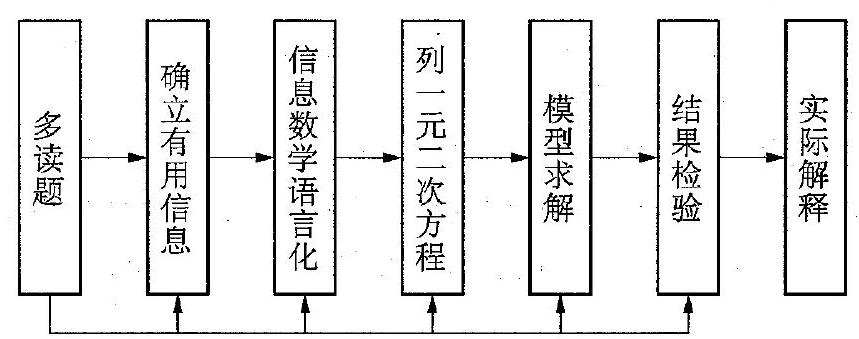 多读题
确立有用信息
信息数学语言化
列一元二次方程
模型求解
结果检验
实际解释